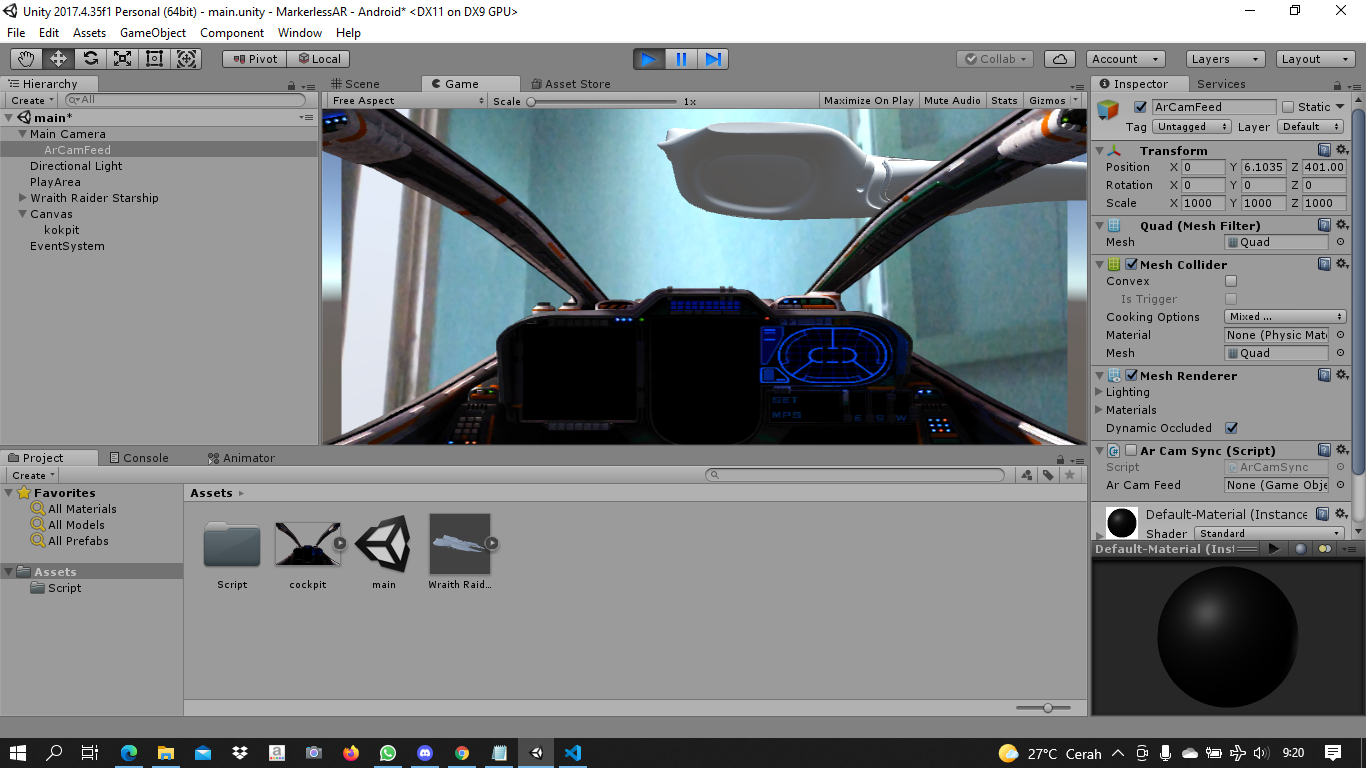 Unity 2017.4.35f1 Personal (64bit) - main.unity - MarkerlessAR - Android* <DX11 on DX9 GPU>
File Edit Assets GameObject Component Window Help
Pivot Local Collab Account Layers Layout
Hierarchy
Create All
main*
Main Camera
ArCamFeed
Directional Light
PlayArea
Wraith Raider Starship
Canvas
kokpit
EventSystem
Scene Game Asset Store
Free Aspect Scale 1x Maximize On Play Mute Audio Stats Gizmos
SET
MPS
E S W
Inspector Services
ArCamFeed Static
Tag Untagged Layer Default
Transform
Position X 0 Y 6.1035 Z 401.00
Rotation X 0 Y 0 Z 0
Scale X 1000 Y 1000 Z 1000
Quad (Mesh Filter)
Mesh Quad
Mesh Collider
Convex
Is Trigger
Cooking Options Mixed ...
Material None (Physic Mate
Mesh Quad
Mesh Renderer
Lighting
Materials
Dynamic Occluded
Ar Cam Sync (Script)
Script ArCamSync
Ar Cam Feed None (Game Obje
Default-Material (Instance
Shader Standard
Default-Material (Inst
Project Console Animator
Create
Favorites
All Materials
All Models
All Prefabs
Assets
Script
Assets
Script cockpit main Wraith Raid...
27°C Cerah 9:20